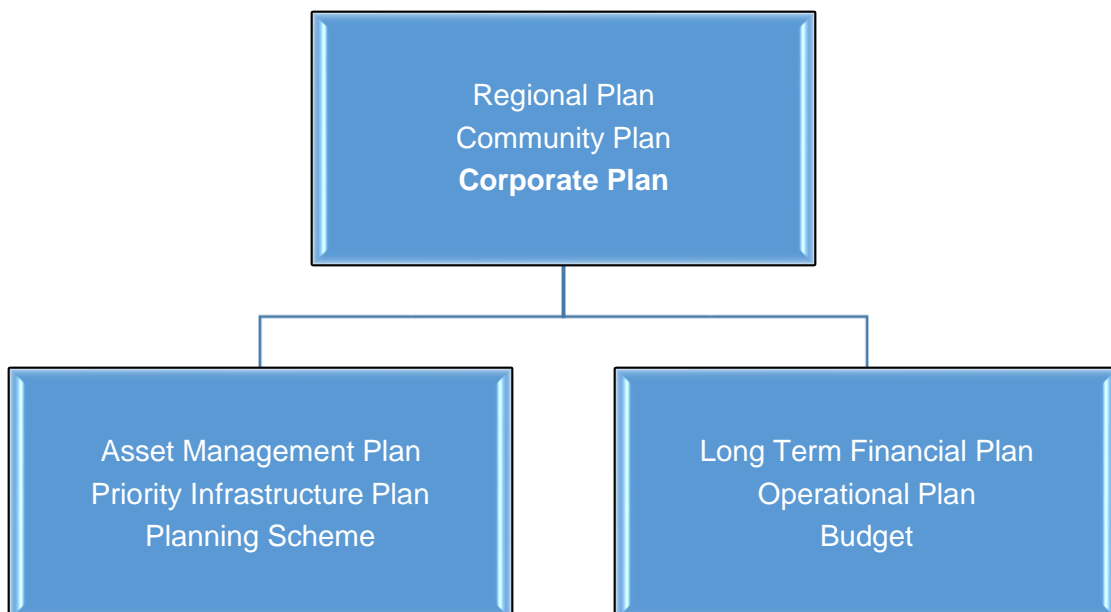 Regional Plan
Community Plan
Corporate Plan
Asset Management Plan
Priority Infrastructure Plan
Planning Scheme
Long Term Financial Plan
Operational Plan
Budget